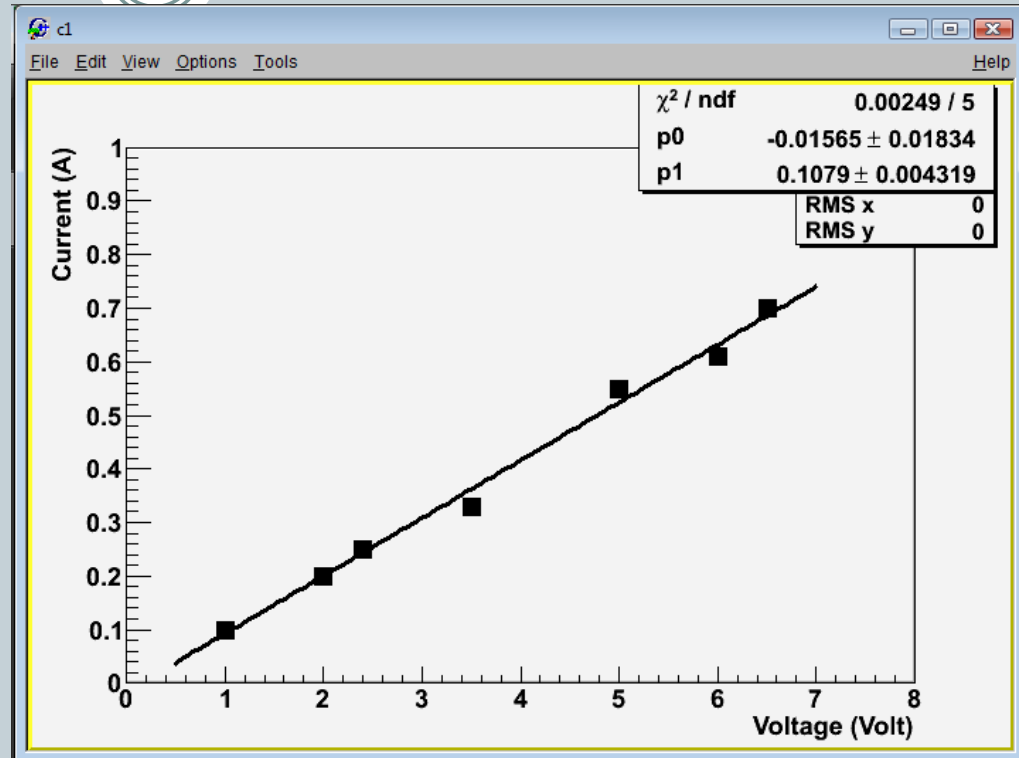 c1
File Edit View Options Tools Help
χ² / ndf 0.00249 / 5
p0 -0.01565 ± 0.01834
p1 0.1079 ± 0.004319
RMS x 0
RMS y 0
Current (A)
1
0.9
0.8
0.7
0.6
0.5
0.4
0.3
0.2
0.1
0
0 1 2 3 4 5 6 7 8
Voltage (Volt)